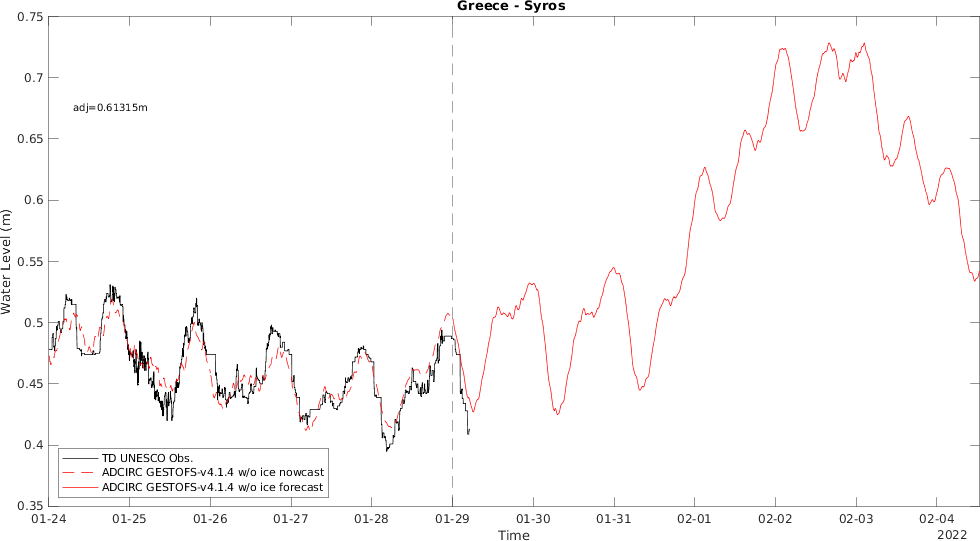 Greece - Syros
0.75
0.7
0.65
0.6
0.55
0.5
0.45
0.4
0.35
Water Level (m)
adj=0.61315m
TD UNESCO Obs.
ADCIRC GESTOFS-v4.1.4 w/o ice nowcast
ADCIRC GESTOFS-v4.1.4 w/o ice forecast
01-24 01-25 01-26 01-27 01-28 01-29 01-30 01-31 02-01 02-02 02-03 02-04
Time
2022